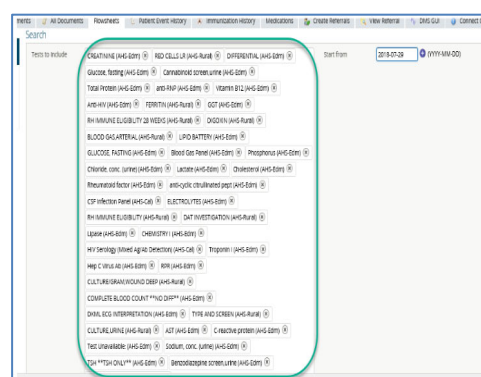 ments All Documents Flowsheets Patient Event History Immunization History Medications Create Referrals View Referral DMS GUI Connect C
Search
Tests to Include
CREATININE (AHS-Edm) RED CELLS LR (AHS-Rural) DIFFERENTIAL (AHS-LR) Start from 2018-07-29 (YYYY-MM-DD)
Glucose, fasting (AHS-Edm) Cannabinoid screen,urine (AHS-Edm)
Total Protein (AHS-Edm) anti-RNP (AHS-Edm) Vitamin B12 (AHS-Edm)
Anti-HIV (AHS-Edm) FERRITIN (AHS-Rural) GGT (AHS-Edm)
RH IMMUNE ELIGIBILITY 28 WEEKS (AHS-Rural) DIGOXIN (AHS-Rural)
BLOOD GAS ARTERIAL (AHS-Rural) LIPID BATTERY (AHS-Edm)
GLUCOSE, FASTING (AHS-Edm) Blood Gas Panel (AHS-Edm) Phosphorus (AHS-Edm)
Chloride, conc. (urine) (AHS-Edm) Lactate (AHS-Edm) Cholesterol (AHS-Edm)
Rheumatoid factor (AHS-Edm) anti-cyclic citrullinated pept (AHS-Edm)
CSF Infection Panel (AHS-Cal) ELECTROLYTES (AHS-Edm)
RH IMMUNE ELIGIBILITY (AHS-Rural) DAT INVESTIGATION (AHS-Rural)
Lipase (AHS-Edm) CHEMISTRY I (AHS-Edm)
HIV Serology (Mixed Ag/Ab Detection) (AHS-Cal) Troponin I (AHS-Edm)
Hep C Virus Ab (AHS-Edm) RPR (AHS-Edm)
CULTURE/GRAM,WOUND DEEP (AHS-Rural)
COMPLETE BLOOD COUNT **NO DIFF** (AHS-Edm)
DXML ECG INTERPRETATION (AHS-Edm) TYPE AND SCREEN (AHS-Rural)
CULTURE,URINE (AHS-Rural) AST (AHS-Edm) C-reactive protein (AHS-Edm)
Test Unavailable: (AHS-Edm) Sodium, conc. (urine) (AHS-Edm)
TSH **TSH ONLY** (AHS-Edm) Benzodiazepine screen,urine (AHS-Edm)